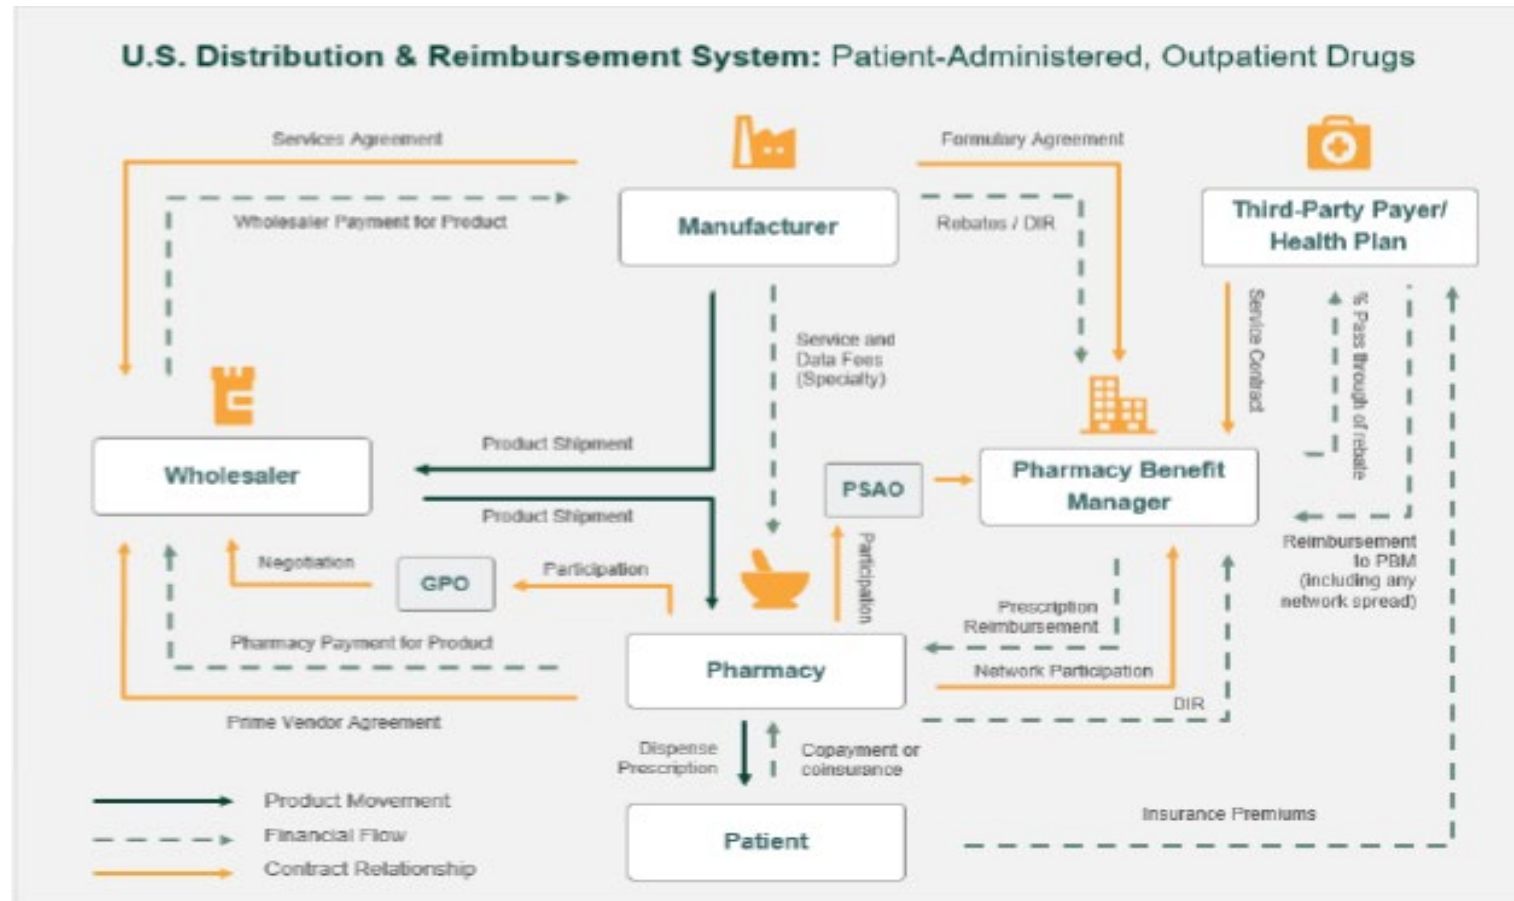 U.S. Distribution & Reimbursement System: Patient-Administered, Outpatient Drugs
Services Agreement
Formulary Agreement
Wholesaler Payment for Product
Manufacturer
Rebates / DIR
Third-Party Payer/
Health Plan
Service and
Data Fees
(Specialty)
Service Contract
% Pass through of rebate
Product Shipment
Wholesaler
PSAO
Pharmacy Benefit
Manager
Product Shipment
Negotiation
GPO
Participation
Participation
Reimbursement
to PBM
(including any
network spread)
Prescription
Reimbursement
Pharmacy Payment for Product
Pharmacy
Network Participation
DIR
Prime Vendor Agreement
Dispense
Prescription
Copayment or
coinsurance
Product Movement
Financial Flow
Contract Relationship
Patient
Insurance Premiums